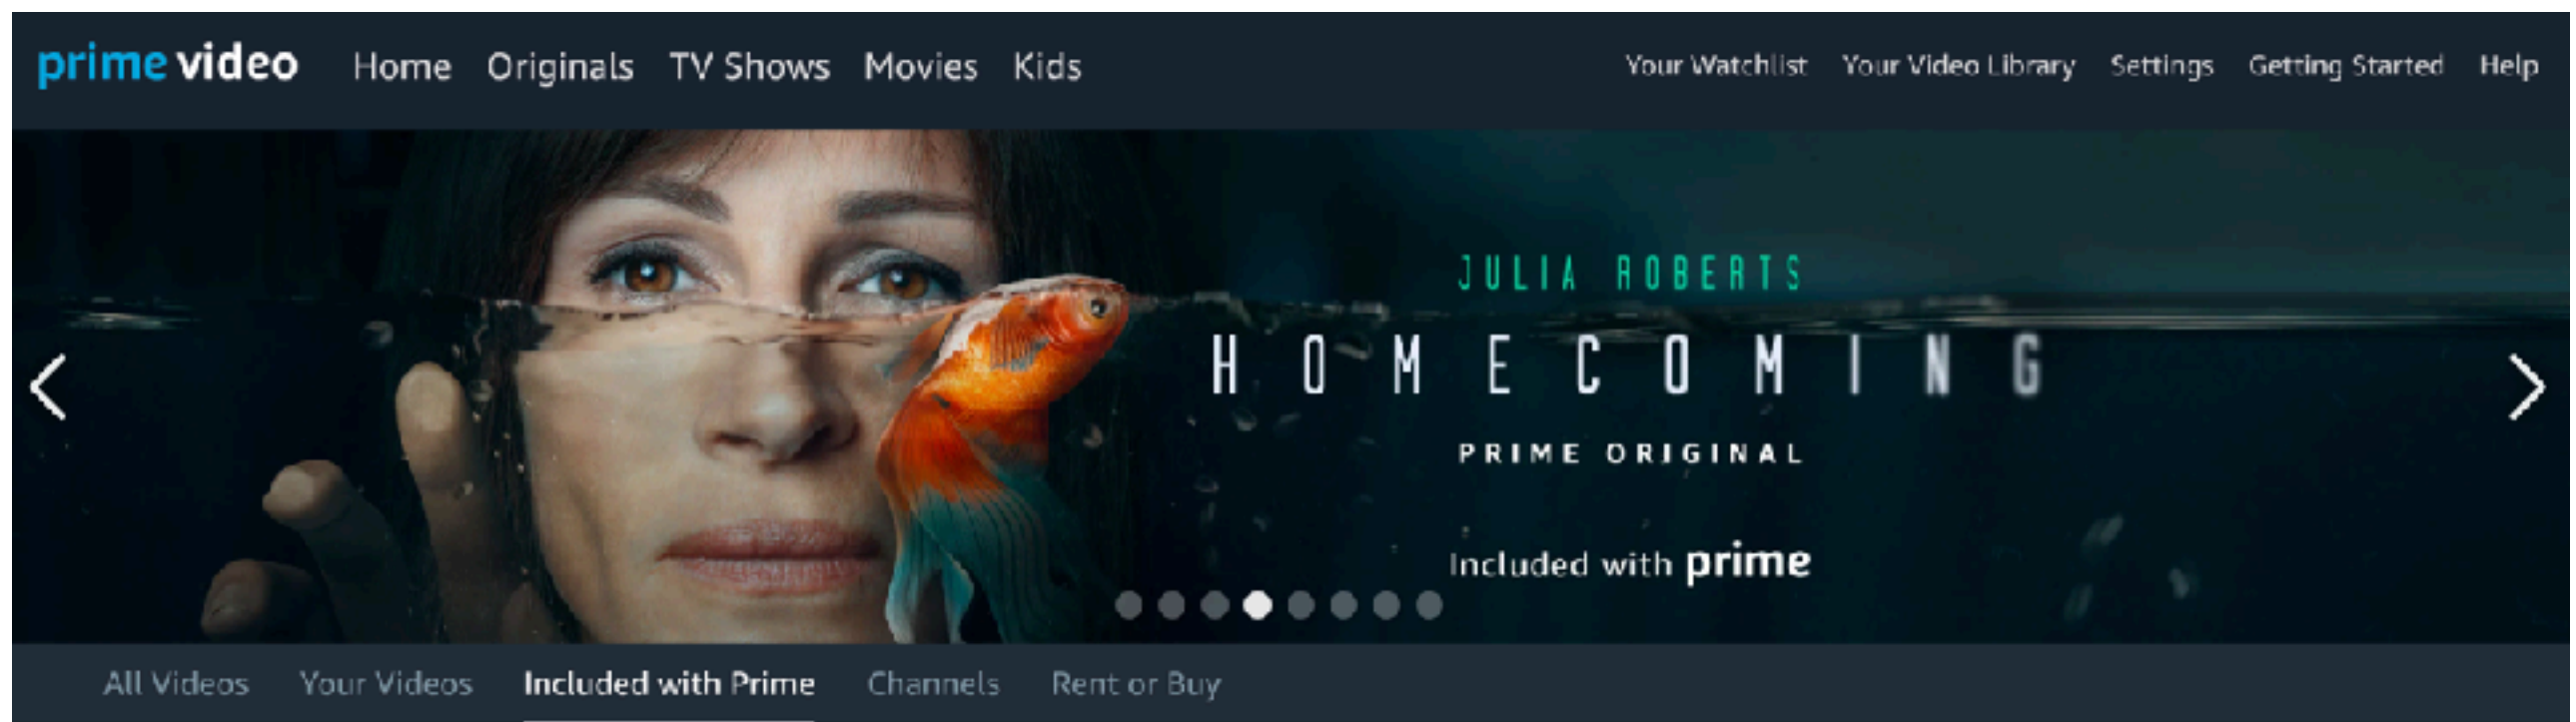 prime video Home Originals TV Shows Movies Kids Your Watchlist Your Video Library Settings Getting Started Help
JULIA ROBERTS
HOMECOMING
PRIME ORIGINAL
Included with prime
All Videos Your Videos Included with Prime Channels Rent or Buy